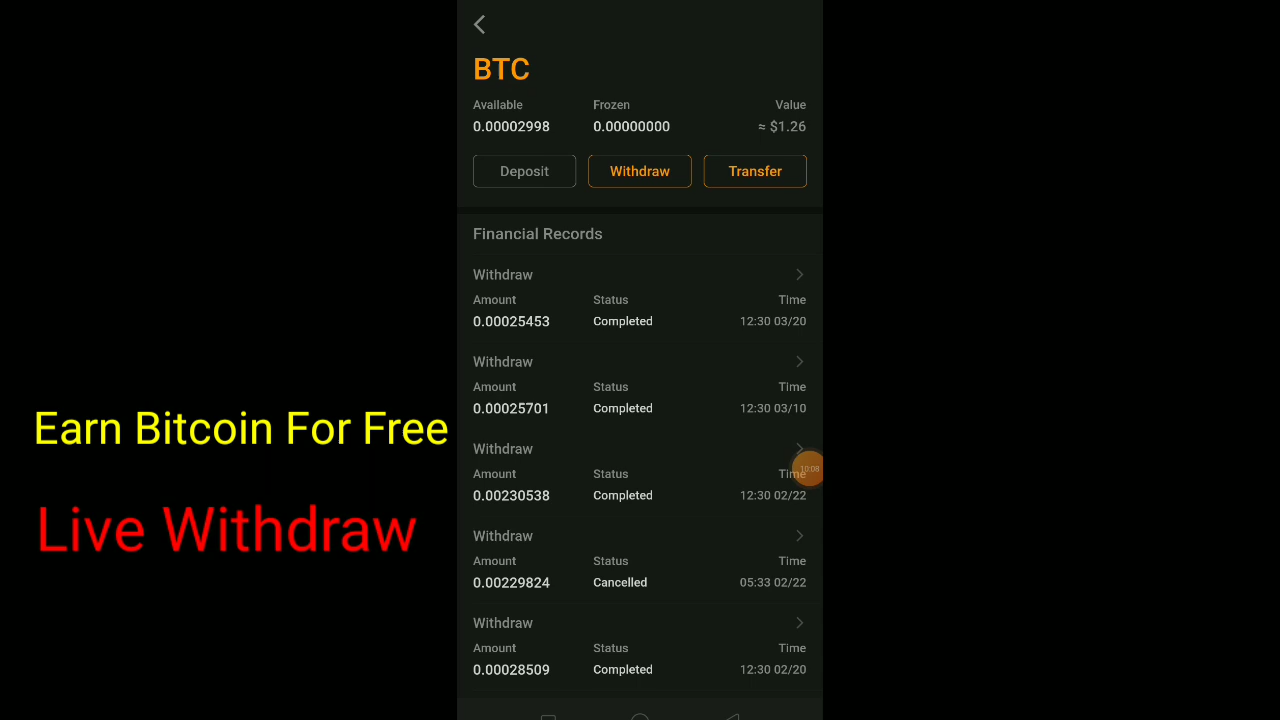 BTC
Available Frozen Value
0.00002998 0.00000000 ≈ $1.26
Deposit Withdraw Transfer
Financial Records
Withdraw
Amount Status Time
0.00025453 Completed 12:30 03/20
Withdraw
Amount Status Time
0.00025701 Completed 12:30 03/10
Earn Bitcoin For Free
Withdraw
Amount Status Time
10:08
0.00230538 Completed 12:30 02/22
Live Withdraw
Withdraw
Amount Status Time
0.00229824 Cancelled 05:33 02/22
Withdraw
Amount Status Time
0.00028509 Completed 12:30 02/20